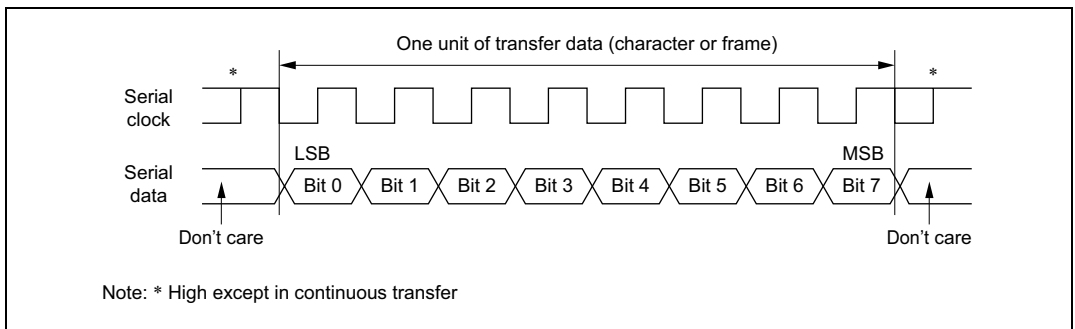 One unit of transfer data (character or frame)
* *
Serial
clock
LSB MSB
Serial
data
Bit 0 Bit 1 Bit 2 Bit 3 Bit 4 Bit 5 Bit 6 Bit 7
Don’t care Don’t care
Note: * High except in continuous transfer